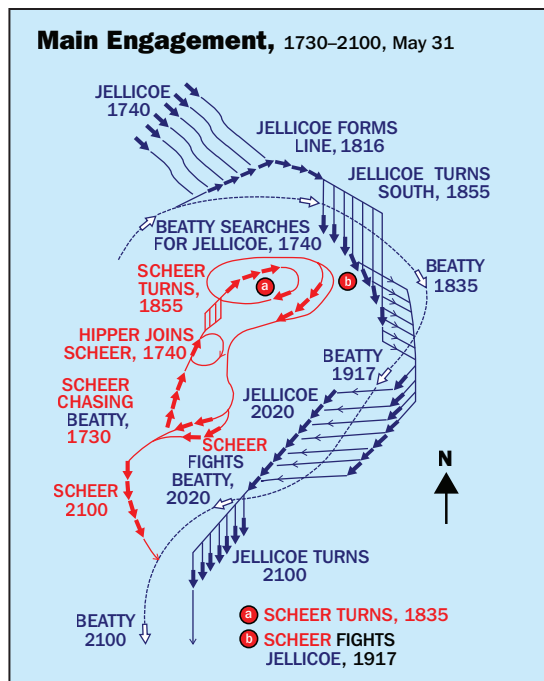 Main Engagement, 1730–2100, May 31
JELLICOE
1740
JELLICOE FORMS
LINE, 1816
JELLICOE TURNS
SOUTH, 1855
BEATTY SEARCHES
FOR JELLICOE, 1740
BEATTY
1835
SCHEER
TURNS,
1855
a
b
HIPPER JOINS
SCHEER, 1740
BEATTY
1917
JELLICOE
2020
SCHEER
CHASING
BEATTY,
1730
SCHEER
FIGHTS
BEATTY,
2020
SCHEER
2100
N
JELLICOE TURNS
2100
BEATTY
2100
a SCHEER TURNS, 1835
b SCHEER FIGHTS
JELLICOE, 1917